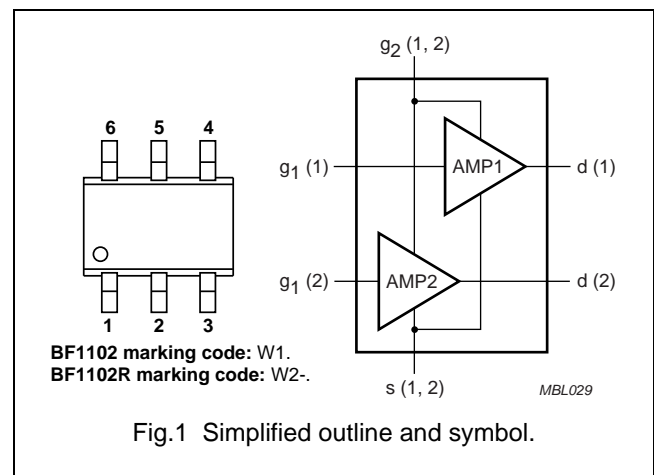 g2 (1, 2)
6 5 4
g1 (1)
AMP1
d (1)
g1 (2)
AMP2
d (2)
1 2 3
BF1102 marking code: W1.
BF1102R marking code: W2-.
s (1, 2)
MBL029
Fig.1 Simplified outline and symbol.